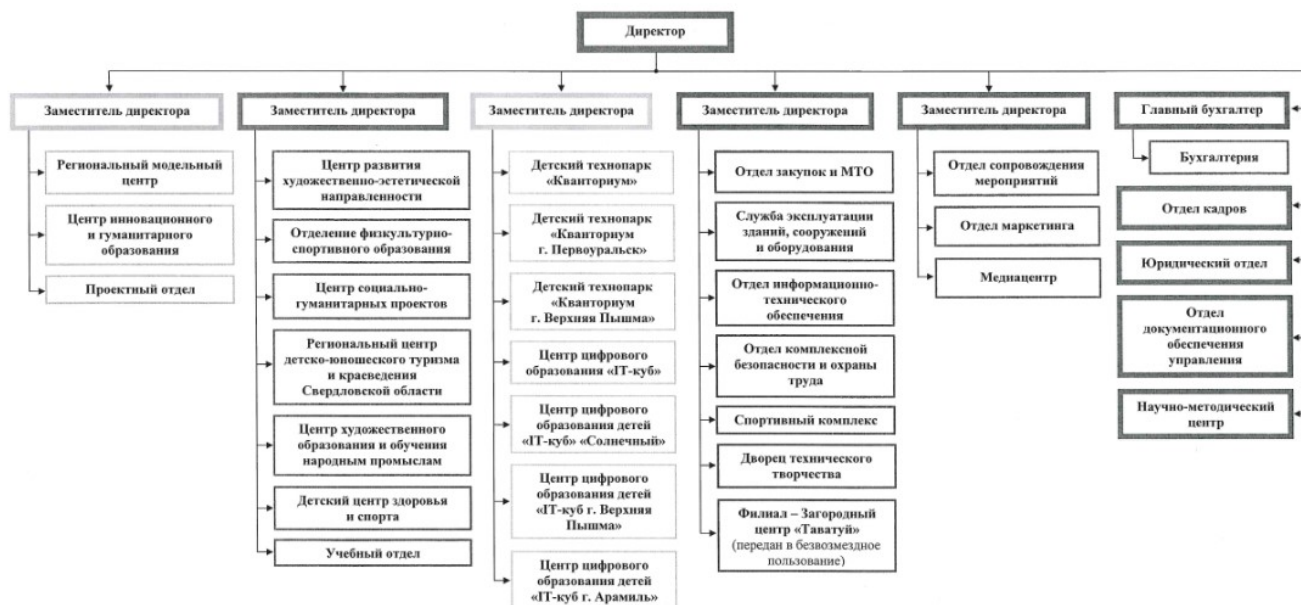 Директор
Заместитель директора
Региональный модельный
центр
Центр инновационного
и гуманитарного
образования
Проектный отдел
Заместитель директора
Центр развития
художественно-эстетической
направленности
Отделение физкультурно-
спортивного образования
Центр социально-
гуманитарных проектов
Региональный центр
детско-юношеского туризма
и краеведения
Свердловской области
Центр художественного
образования и обучения
народным промыслам
Детский центр здоровья
и спорта
Учебный отдел
Заместитель директора
Детский технопарк
«Кванториум»
Детский технопарк
«Кванториум
г. Первоуральск»
Детский технопарк
«Кванториум
г. Верхняя Пышма»
Центр цифрового
образования «IT-куб»
Центр цифрового
образования детей
«IT-куб» «Солнечный»
Центр цифрового
образования детей
«IT-куб г. Верхняя
Пышма»
Центр цифрового
образования детей
«IT-куб г. Арамиль»
Заместитель директора
Отдел закупок и МТО
Служба эксплуатации
зданий, сооружений
и оборудования
Отдел информационно-
технического
обеспечения
Отдел комплексной
безопасности и охраны
труда
Спортивный комплекс
Дворец технического
творчества
Филиал – Загородный
центр «Таватуй»
(передан в безвозмездное
пользование)
Заместитель директора
Отдел сопровождения
мероприятий
Отдел маркетинга
Медиацентр
Главный бухгалтер
Бухгалтерия
Отдел кадров
Юридический отдел
Отдел
документационного
обеспечения
управления
Научно-методический
центр